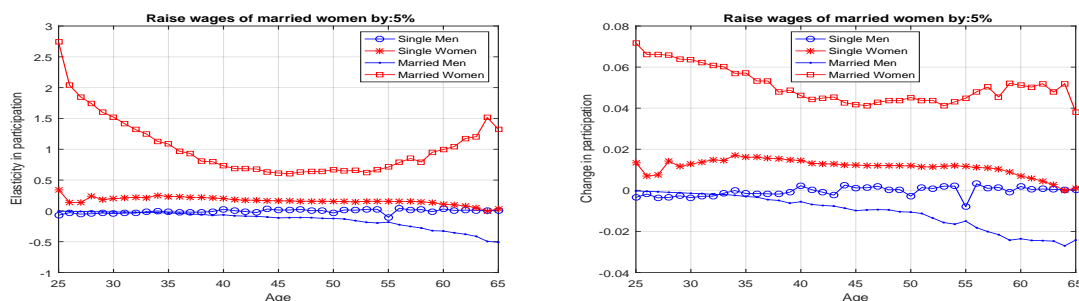 Raise wages of married women by:5%
Elasticity in participation
3
2.5
2
1.5
1
0.5
0
-0.5
-1
Single Men
Single Women
Married Men
Married Women
25 30 35 40 45 50 55 60 65
Age
Raise wages of married women by:5%
Change in participation
0.08
0.06
0.04
0.02
0
-0.02
-0.04
Single Men
Single Women
Married Men
Married Women
25 30 35 40 45 50 55 60 65
Age